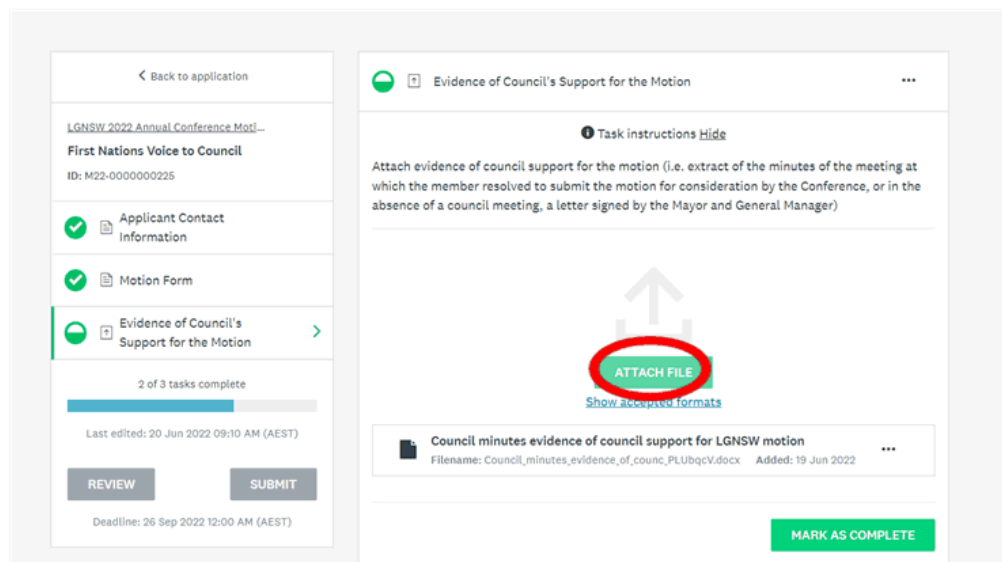 Back to application
LGNSW 2022 Annual Conference Moti...
First Nations Voice to Council
ID: M22-0000000225
Applicant Contact
Information
Motion Form
Evidence of Council's
Support for the Motion
2 of 3 tasks complete
Last edited: 20 Jun 2022 09:10 AM (AEST)
REVIEW SUBMIT
Deadline: 26 Sep 2022 12:00 AM (AEST)
Evidence of Council's Support for the Motion
Task instructions Hide
Attach evidence of council support for the motion (i.e. extract of the minutes of the meeting at
which the member resolved to submit the motion for consideration by the Conference, or in the
absence of a council meeting, a letter signed by the Mayor and General Manager)
ATTACH FILE
Show accepted formats
Council minutes evidence of council support for LGNSW motion
Filename: Council_minutes_evidence_of_counc_PLUbqcV.docx Added: 19 Jun 2022
MARK AS COMPLETE